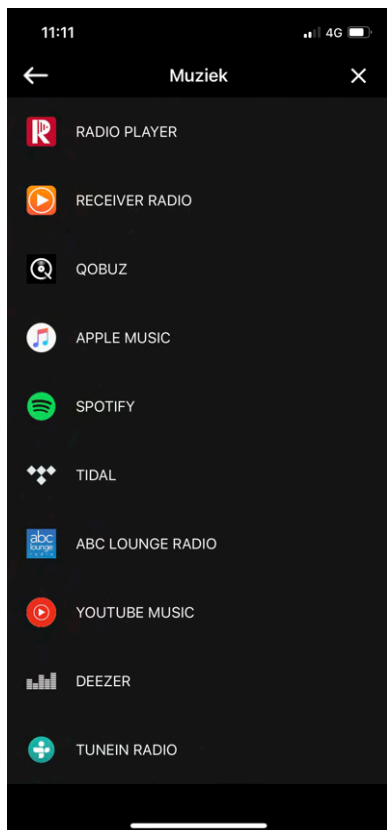 11:11
4G
Muziek
RADIO PLAYER
RECEIVER RADIO
QOBUZ
APPLE MUSIC
SPOTIFY
TIDAL
abc
lounge
radio
ABC LOUNGE RADIO
YOUTUBE MUSIC
DEEZER
TUNEIN RADIO